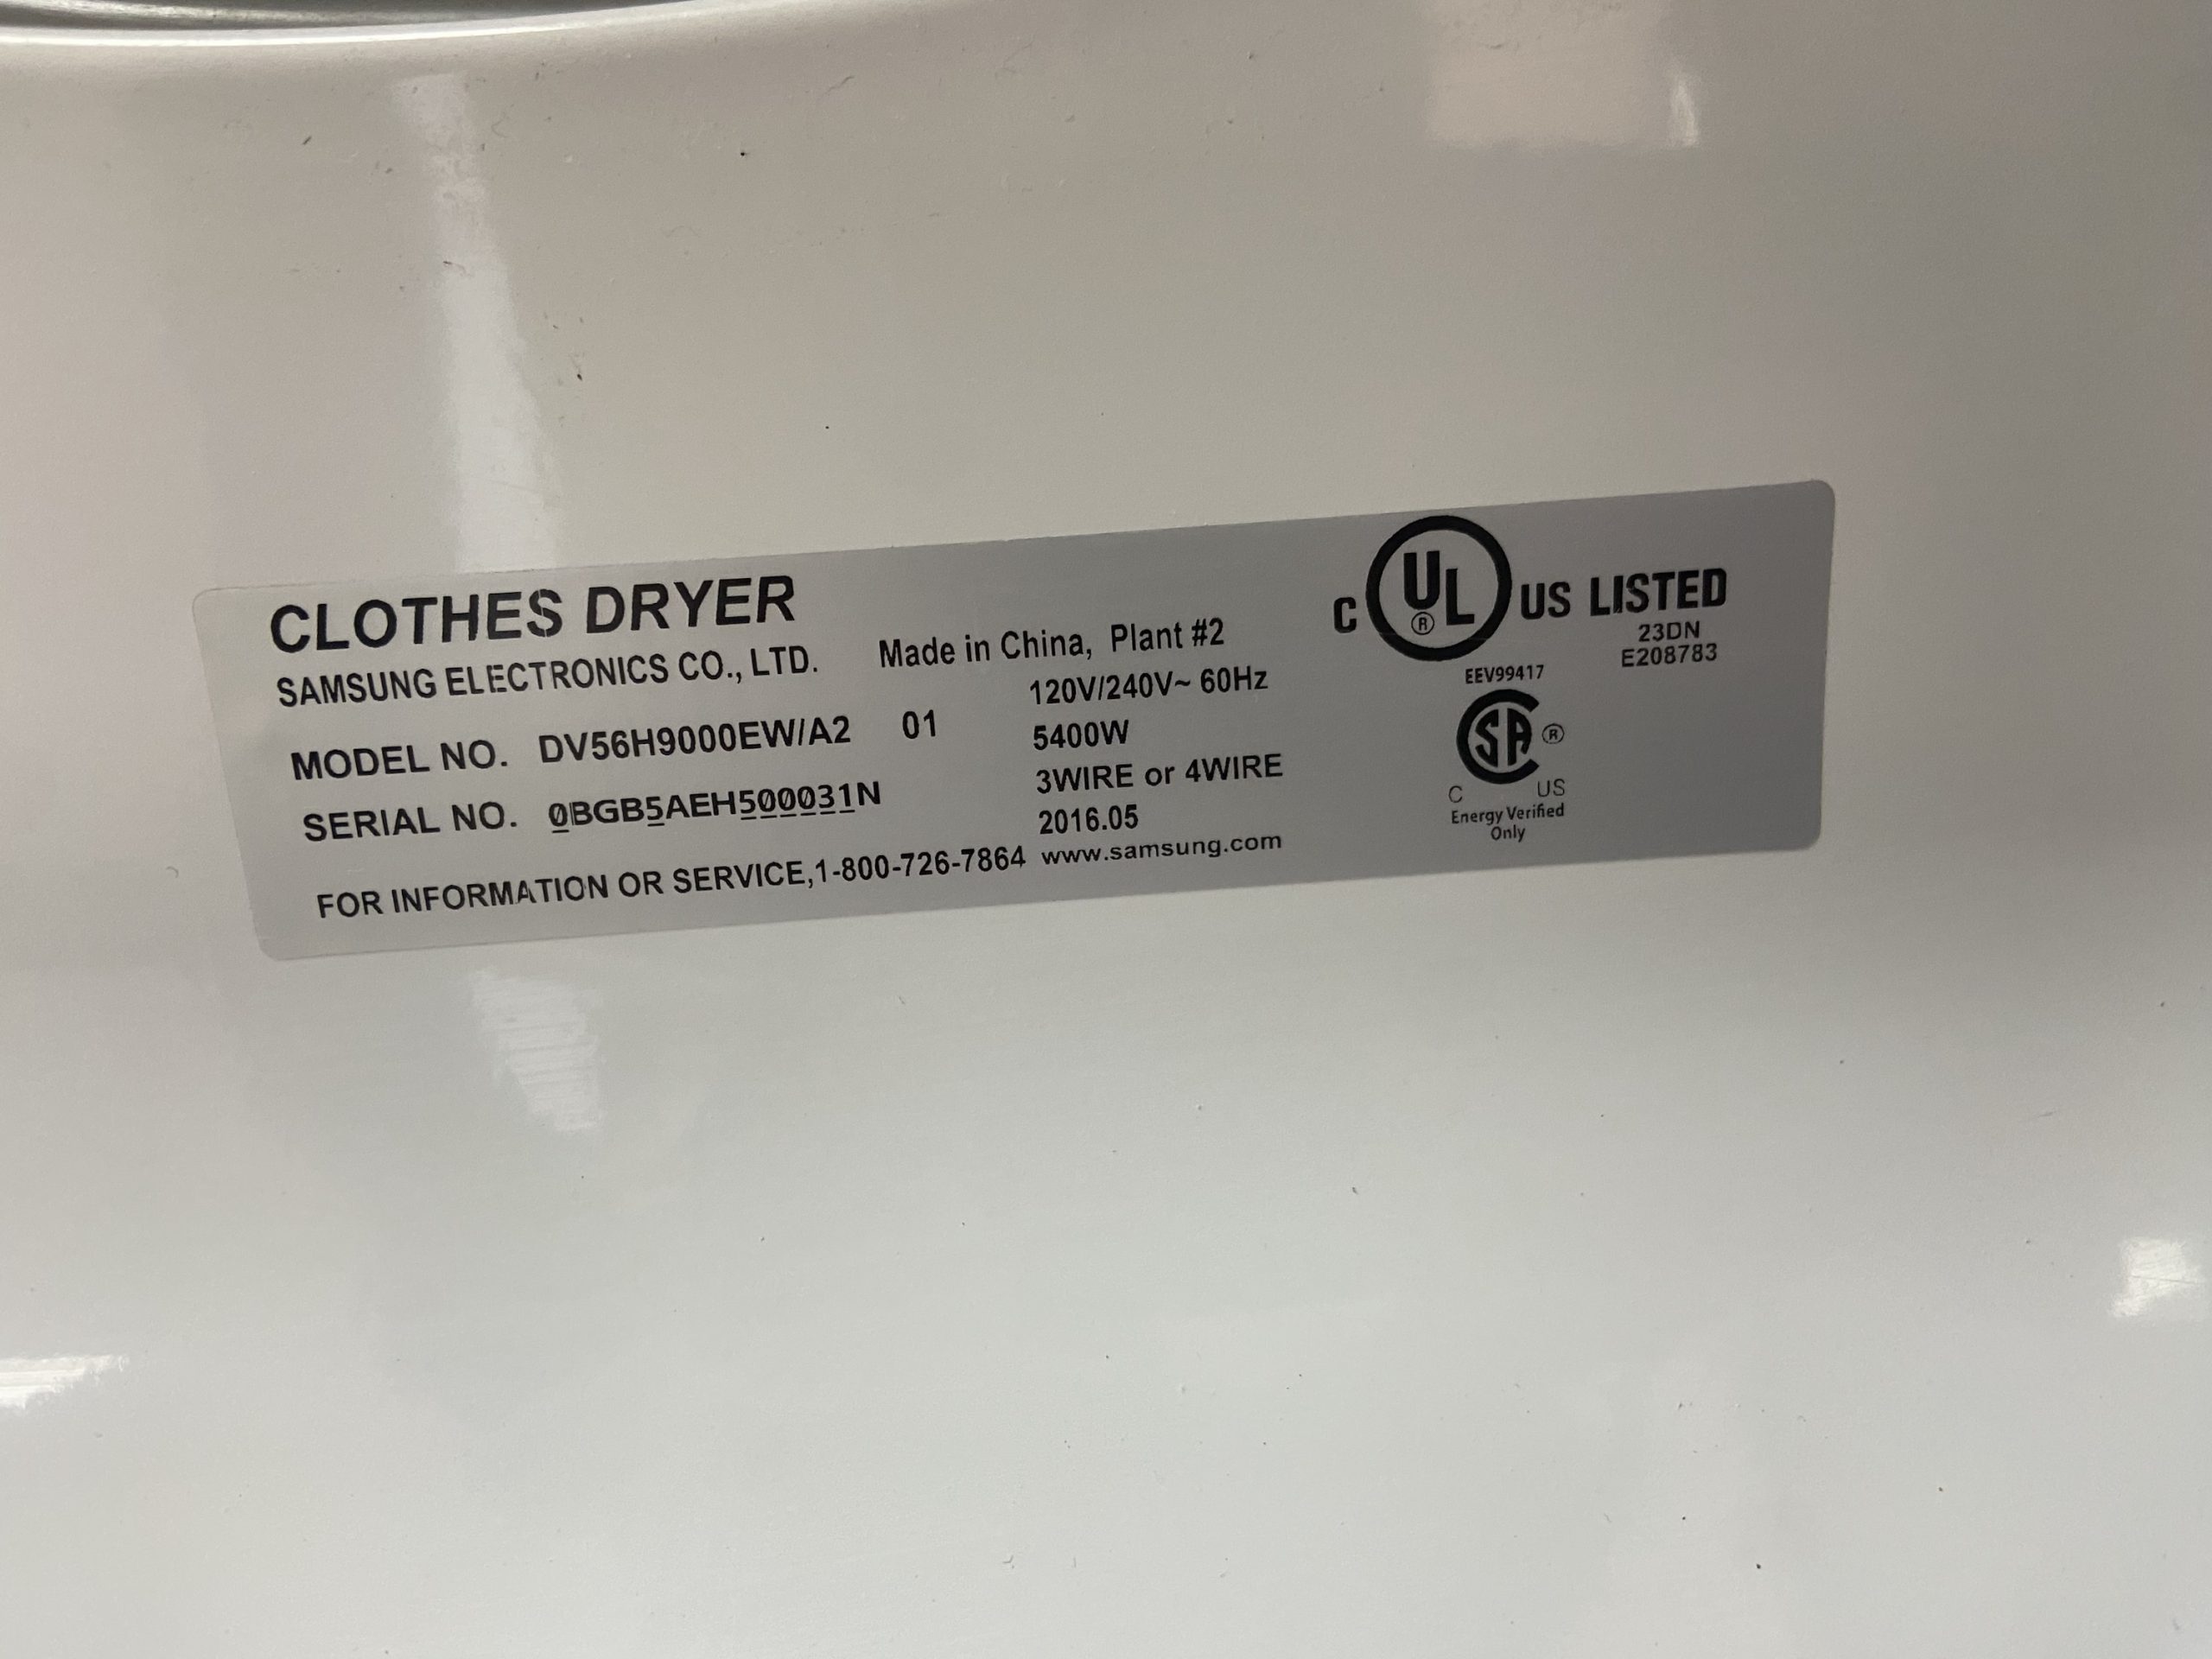 CLOTHES DRYER
SAMSUNG ELECTRONICS CO., LTD. Made in China, Plant #2
MODEL NO. DV56H9000EW/A2 01
SERIAL NO. 0BGB5AEH500031N
120V/240V~ 60Hz
5400W
3WIRE or 4WIRE
2016.05
FOR INFORMATION OR SERVICE,1-800-726-7864 www.samsung.com
C UL ® US LISTED
23DN
E208783
EEV99417
SA ®
C US
Energy Verified
Only